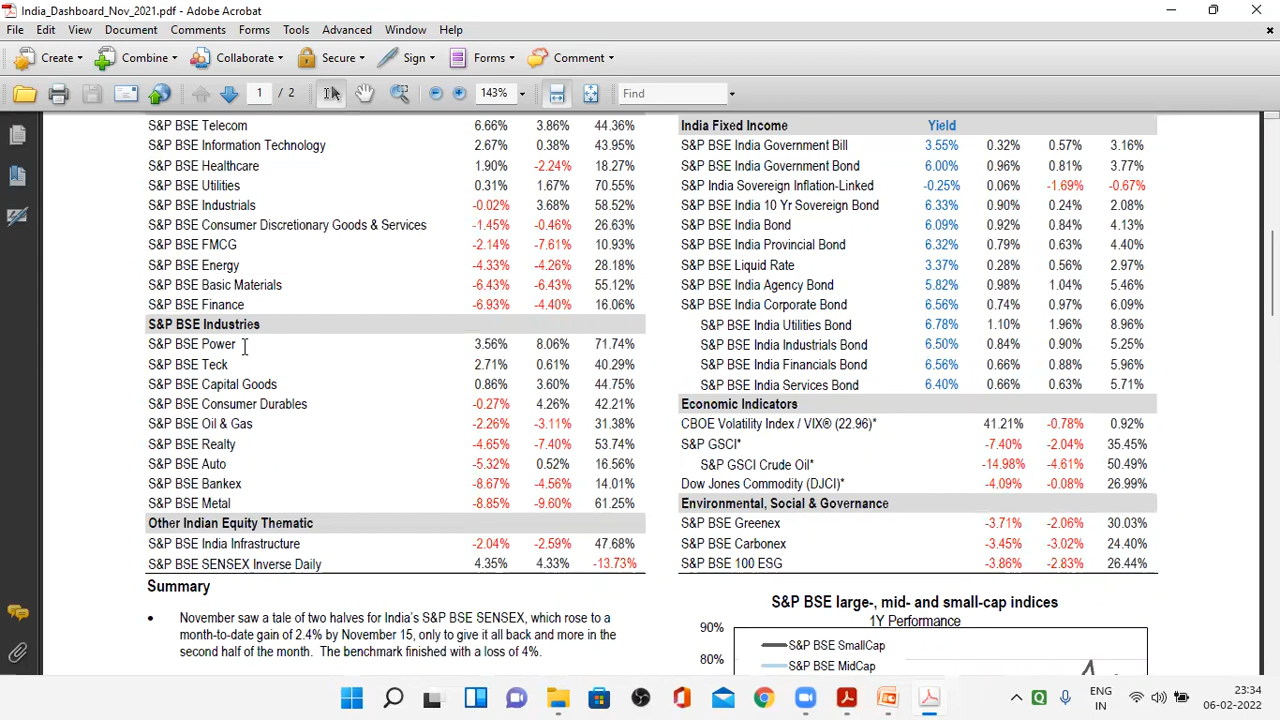 India_Dashboard_Nov_2021.pdf - Adobe Acrobat
File Edit View Document Comments Forms Tools Advanced Window Help
Create Combine Collaborate Secure Sign Forms Comment
1 / 2 143% Find
S&P BSE Telecom 6.66% 3.86% 44.36%
S&P BSE Information Technology 2.67% 0.38% 43.95%
S&P BSE Healthcare 1.90% -2.24% 18.27%
S&P BSE Utilities 0.31% 1.67% 70.55%
S&P BSE Industrials -0.02% 3.68% 58.52%
S&P BSE Consumer Discretionary Goods & Services -1.45% -0.46% 26.63%
S&P BSE FMCG -2.14% -7.61% 10.93%
S&P BSE Energy -4.33% -4.26% 28.18%
S&P BSE Basic Materials -6.43% -6.43% 55.12%
S&P BSE Finance -6.93% -4.40% 16.06%
S&P BSE Industries
S&P BSE Power 3.56% 8.06% 71.74%
S&P BSE Teck 2.71% 0.61% 40.29%
S&P BSE Capital Goods 0.86% 3.60% 44.75%
S&P BSE Consumer Durables -0.27% 4.26% 42.21%
S&P BSE Oil & Gas -2.26% -3.11% 31.38%
S&P BSE Realty -4.65% -7.40% 53.74%
S&P BSE Auto -5.32% 0.52% 16.56%
S&P BSE Bankex -8.67% -4.56% 14.01%
S&P BSE Metal -8.85% -9.60% 61.25%
Other Indian Equity Thematic
S&P BSE India Infrastructure -2.04% -2.59% 47.68%
S&P BSE SENSEX Inverse Daily 4.35% 4.33% -13.73%
Summary
• November saw a tale of two halves for India's S&P BSE SENSEX, which rose to a
month-to-date gain of 2.4% by November 15, only to give it all back and more in the
second half of the month. The benchmark finished with a loss of 4%.
India Fixed Income Yield
S&P BSE India Government Bill 3.55% 0.32% 0.57% 3.16%
S&P BSE India Government Bond 6.00% 0.96% 0.81% 3.77%
S&P India Sovereign Inflation-Linked -0.25% 0.06% -1.69% -0.67%
S&P BSE India 10 Yr Sovereign Bond 6.33% 0.90% 0.24% 2.08%
S&P BSE India Bond 6.09% 0.92% 0.84% 4.13%
S&P BSE India Provincial Bond 6.32% 0.79% 0.63% 4.40%
S&P BSE Liquid Rate 3.37% 0.28% 0.56% 2.97%
S&P BSE India Agency Bond 5.82% 0.98% 1.04% 5.46%
S&P BSE India Corporate Bond 6.56% 0.74% 0.97% 6.09%
S&P BSE India Utilities Bond 6.78% 1.10% 1.96% 8.96%
S&P BSE India Industrials Bond 6.50% 0.84% 0.90% 5.25%
S&P BSE India Financials Bond 6.56% 0.66% 0.88% 5.96%
S&P BSE India Services Bond 6.40% 0.66% 0.63% 5.71%
Economic Indicators
CBOE Volatility Index / VIX® (22.96)* 41.21% -0.78% 0.92%
S&P GSCI* -7.40% -2.04% 35.45%
S&P GSCI Crude Oil* -14.98% -4.61% 50.49%
Dow Jones Commodity (DJCI)* -4.09% -0.08% 26.99%
Environmental, Social & Governance
S&P BSE Greenex -3.71% -2.06% 30.03%
S&P BSE Carbonex -3.45% -3.02% 24.40%
S&P BSE 100 ESG -3.86% -2.83% 26.44%
S&P BSE large-, mid- and small-cap indices
1Y Performance
90%
S&P BSE SmallCap
80%
S&P BSE MidCap
ENG 23:34
IN 06-02-2022